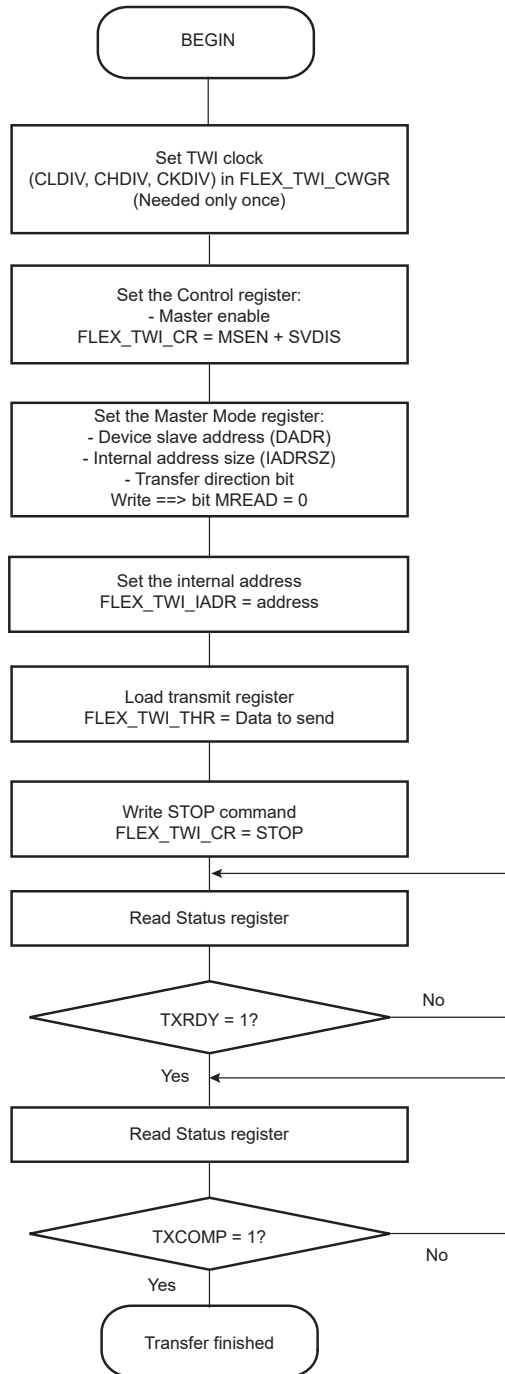 BEGIN
Set TWI clock
(CLDIV, CHDIV, CKDIV) in FLEX_TWI_CWGR
(Needed only once)
Set the Control register:
- Master enable
FLEX_TWI_CR = MSEN + SVDIS
Set the Master Mode register:
- Device slave address (DADR)
- Internal address size (IADRSZ)
- Transfer direction bit
Write ==> bit MREAD = 0
Set the internal address
FLEX_TWI_IADR = address
Load transmit register
FLEX_TWI_THR = Data to send
Write STOP command
FLEX_TWI_CR = STOP
Read Status register
TXRDY = 1?
No
Yes
Read Status register
TXCOMP = 1?
No
Yes
Transfer finished